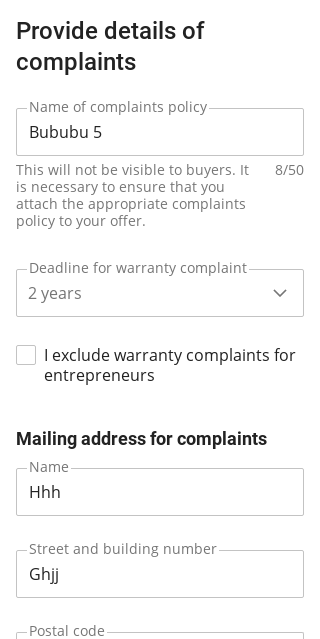 Provide details of
complaints
Name of complaints policy
Bububu 5
This will not be visible to buyers. It 8/50
is necessary to ensure that you
attach the appropriate complaints
policy to your offer.
Deadline for warranty complaint
2 years
I exclude warranty complaints for
entrepreneurs
Mailing address for complaints
Name
Hhh
Street and building number
Ghjj
Postal code